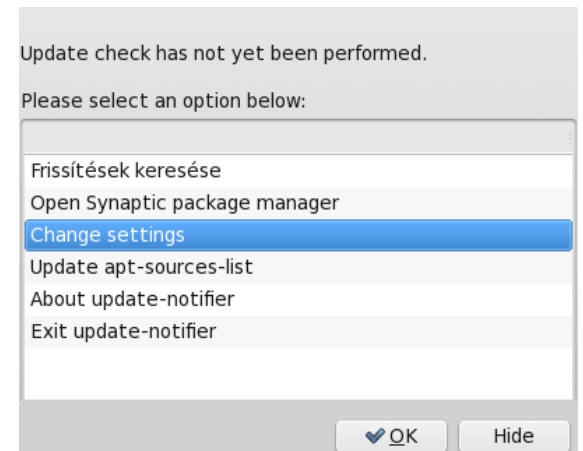 Update check has not yet been performed.
Please select an option below:
Frissítések keresése
Open Synaptic package manager
Change settings
Update apt-sources-list
About update-notifier
Exit update-notifier
OK Hide